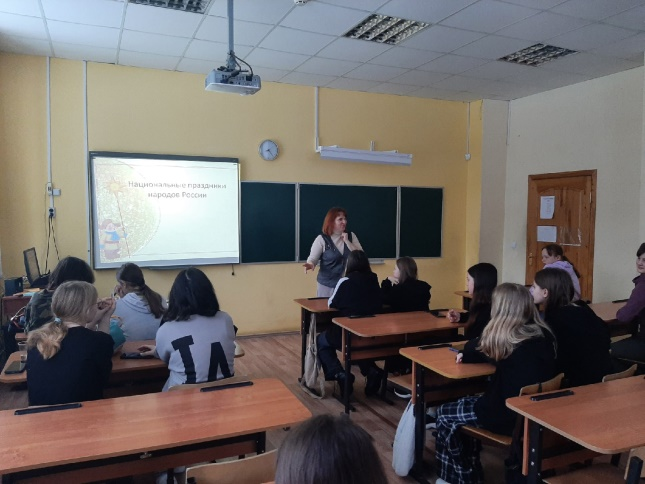 Национальные праздники
народов России